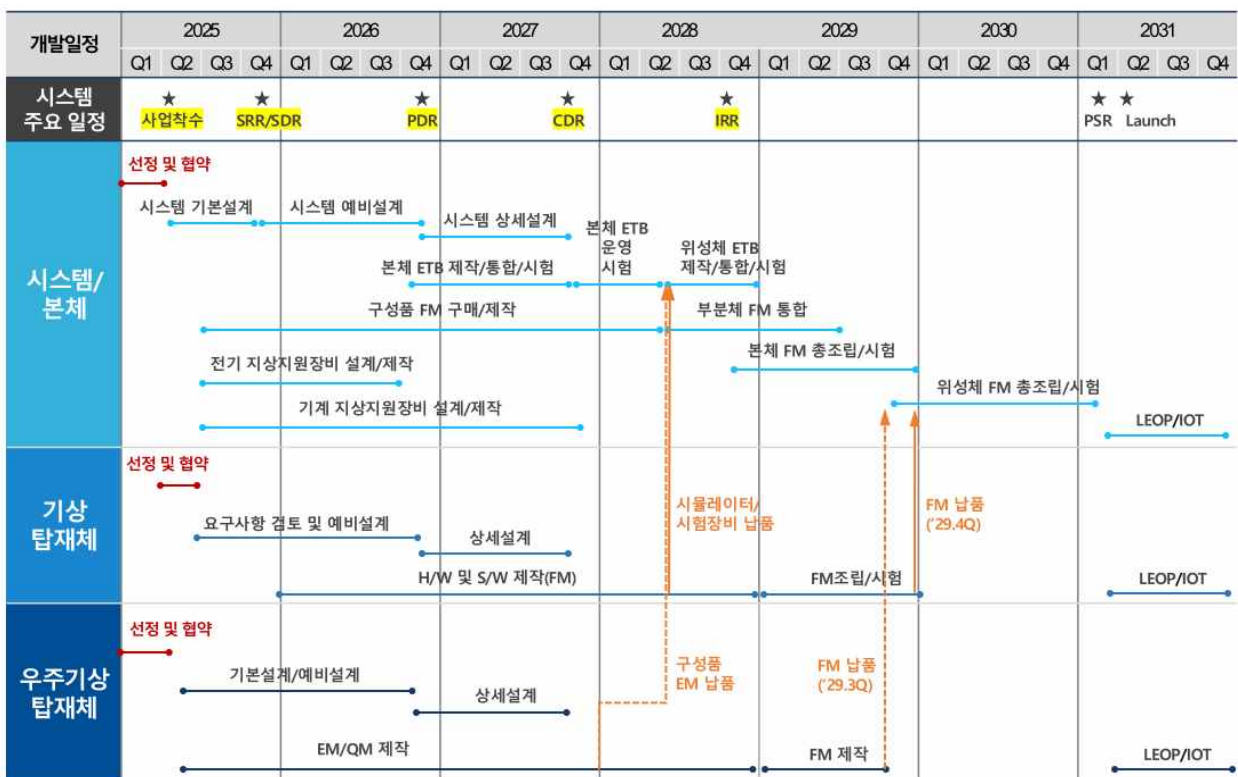 개발일정
2025 2026 2027 2028 2029 2030 2031
Q1 Q2 Q3 Q4 Q1 Q2 Q3 Q4 Q1 Q2 Q3 Q4 Q1 Q2 Q3 Q4 Q1 Q2 Q3 Q4 Q1 Q2 Q3 Q4 Q1 Q2 Q3 Q4
시스템
주요 일정
★ ★ ★ ★ ★ ★ ★
사업착수 SRR/SDR PDR CDR IRR PSR Launch
시스템/
본체
선정 및 협약
시스템 기본설계
시스템 예비설계
시스템 상세설계
본체 ETB
운영
시험
위성체 ETB
제작/통합/시험
본체 ETB 제작/통합/시험
구성품 FM 구매/제작
부분체 FM 통합
본체 FM 총조립/시험
전기 지상지원장비 설계/제작
위성체 FM 총조립/시험
기계 지상지원장비 설계/제작
LEOP/IOT
기상
탑재체
선정 및 협약
시뮬레이터/
시험장비 납품
FM 납품
('29.4Q)
요구사항 검토 및 예비설계
상세설계
H/W 및 S/W 제작(FM)
FM조립/시험
LEOP/IOT
우주기상
탑재체
선정 및 협약
기본설계/예비설계
구성품
EM 납품
FM 납품
('29.3Q)
상세설계
EM/QM 제작
FM 제작
LEOP/IOT